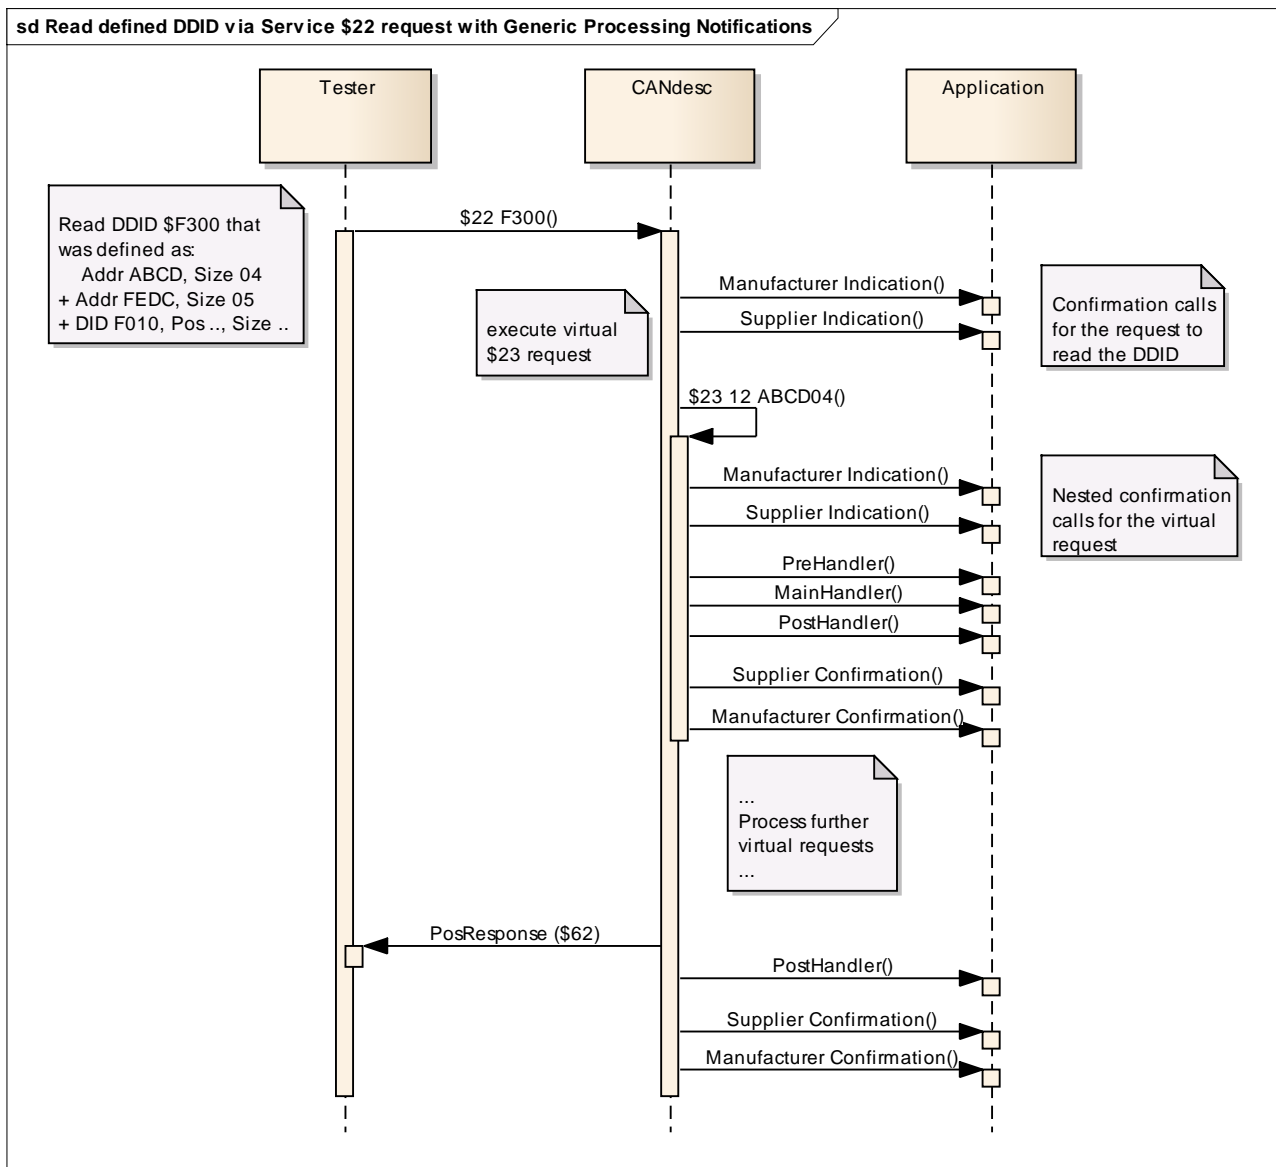 sd Read defined DDID via Service $22 request with Generic Processing Notifications
Tester
CANdesc
Application
Read DDID $F300 that
was defined as:
Addr ABCD, Size 04
+ Addr FEDC, Size 05
+ DID F010, Pos .., Size ..
$22 F300()
Manufacturer Indication()
Supplier Indication()
Confirmation calls
for the request to
read the DDID
execute virtual
$23 request
$23 12 ABCD04()
Manufacturer Indication()
Supplier Indication()
Nested confirmation
calls for the virtual
request
PreHandler()
MainHandler()
PostHandler()
Supplier Confirmation()
Manufacturer Confirmation()
...
Process further
virtual requests
...
PosResponse ($62)
PostHandler()
Supplier Confirmation()
Manufacturer Confirmation()